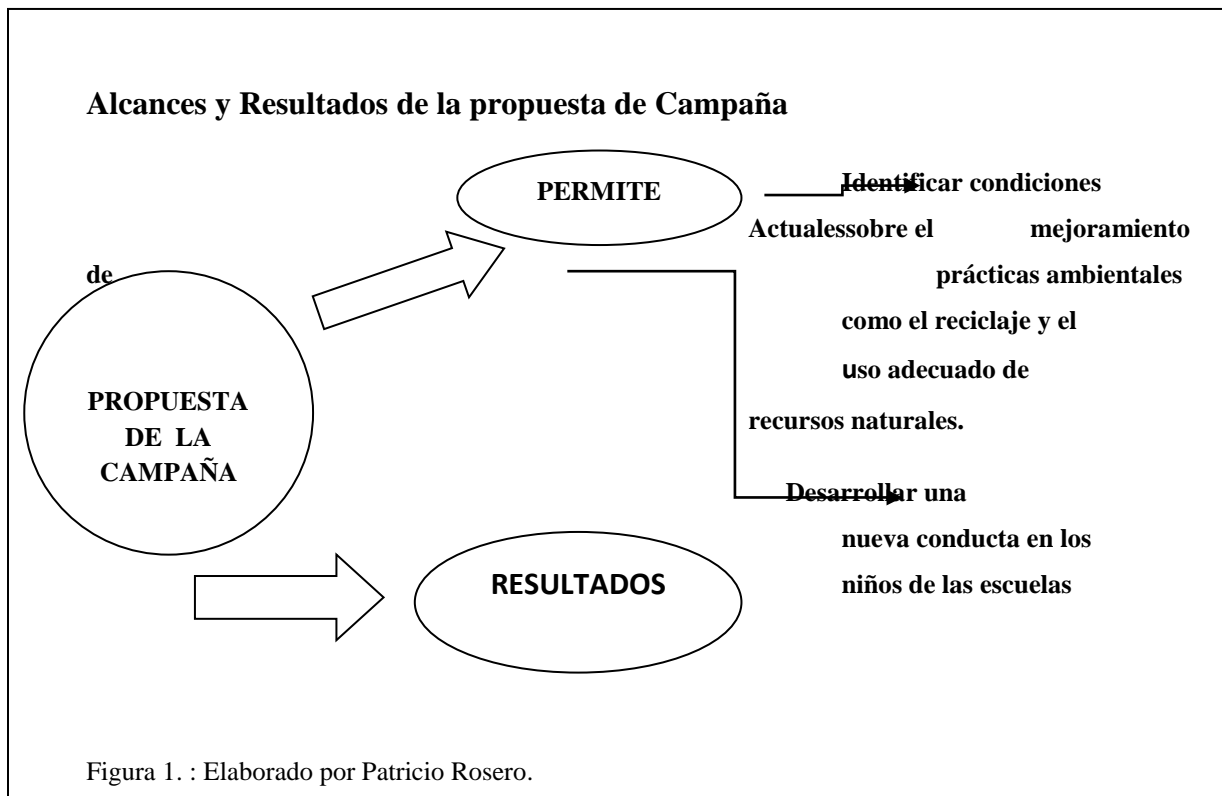 Alcances y Resultados de la propuesta de Campaña
PERMITE
Identificar condiciones
Actualessobre el mejoramiento
de prácticas ambientales
como el reciclaje y el
uso adecuado de
recursos naturales.
PROPUESTA
DE LA
CAMPAÑA
Desarrollar una
nueva conducta en los
niños de las escuelas
RESULTADOS
Figura 1. : Elaborado por Patricio Rosero.